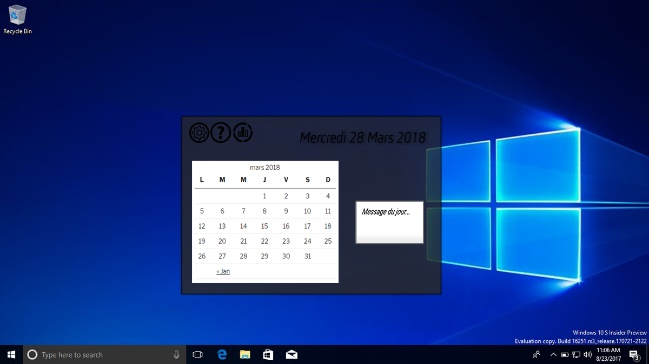 Recycle Bin
Mercredi 28 Mars 2018
mars 2018
L M M J V S D
1 2 3 4
5 6 7 8 9 10 11
12 13 14 15 16 17 18
19 20 21 22 23 24 25
26 27 28 29 30 31
« Jan
Message du jour...
Windows 10 S Insider Preview
Evaluation copy. Build 16251.rs3_release.170721-2122
Type here to search
11:06 AM
8/23/2017
3